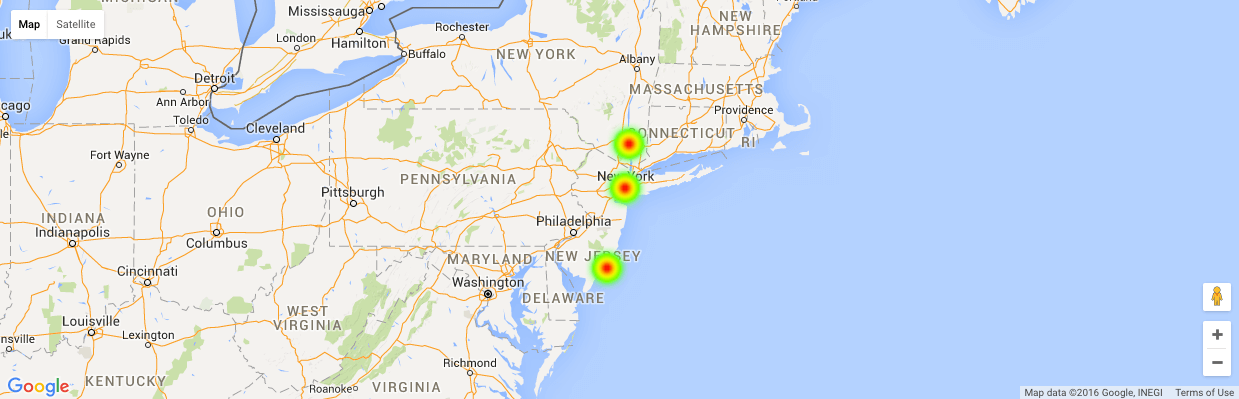 MICHIGAN
Map
Satellite
Grand Rapids
London
Mississauga
Hamilton
Rochester
Buffalo
NEW YORK
Albany
NEW
HAMPSHIRE
Portland
Detroit
Ann Arbor
Toledo
Cleveland
MASSACHUSETTS
Providence
CONNECTICUT
RI
Fort Wayne
Pittsburgh
PENNSYLVANIA
New York
INDIANA
Indianapolis
OHIO
Columbus
Philadelphia
NEW JERSEY
MARYLAND
Cincinnati
Washington
DELAWARE
WEST
VIRGINIA
Louisville
Lexington
Richmond
KENTUCKY
Roanoke
VIRGINIA
Google
Map data ©2016 Google, INEGI
Terms of Use